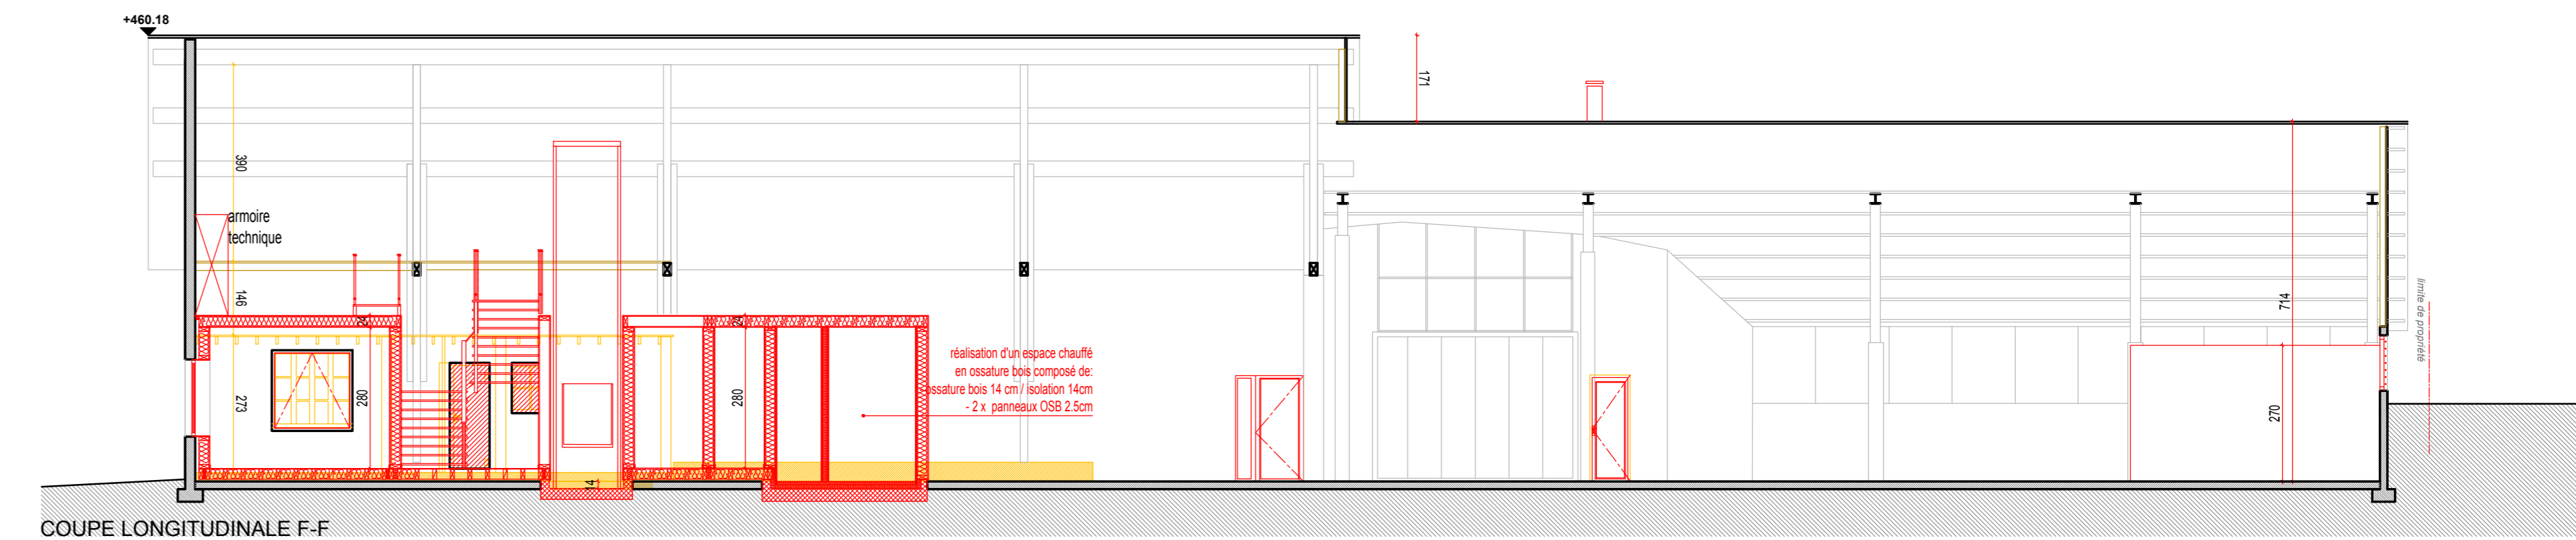 +460.18
171
390
armoire
technique
146
24
24
714
limite de propriété
réalisation d'un espace chauffé
en ossature bois composé de:
ossature bois 14 cm / isolation 14cm
- 2 x panneaux OSB 2.5cm
273
280
280
270
14
COUPE LONGITUDINALE F-F